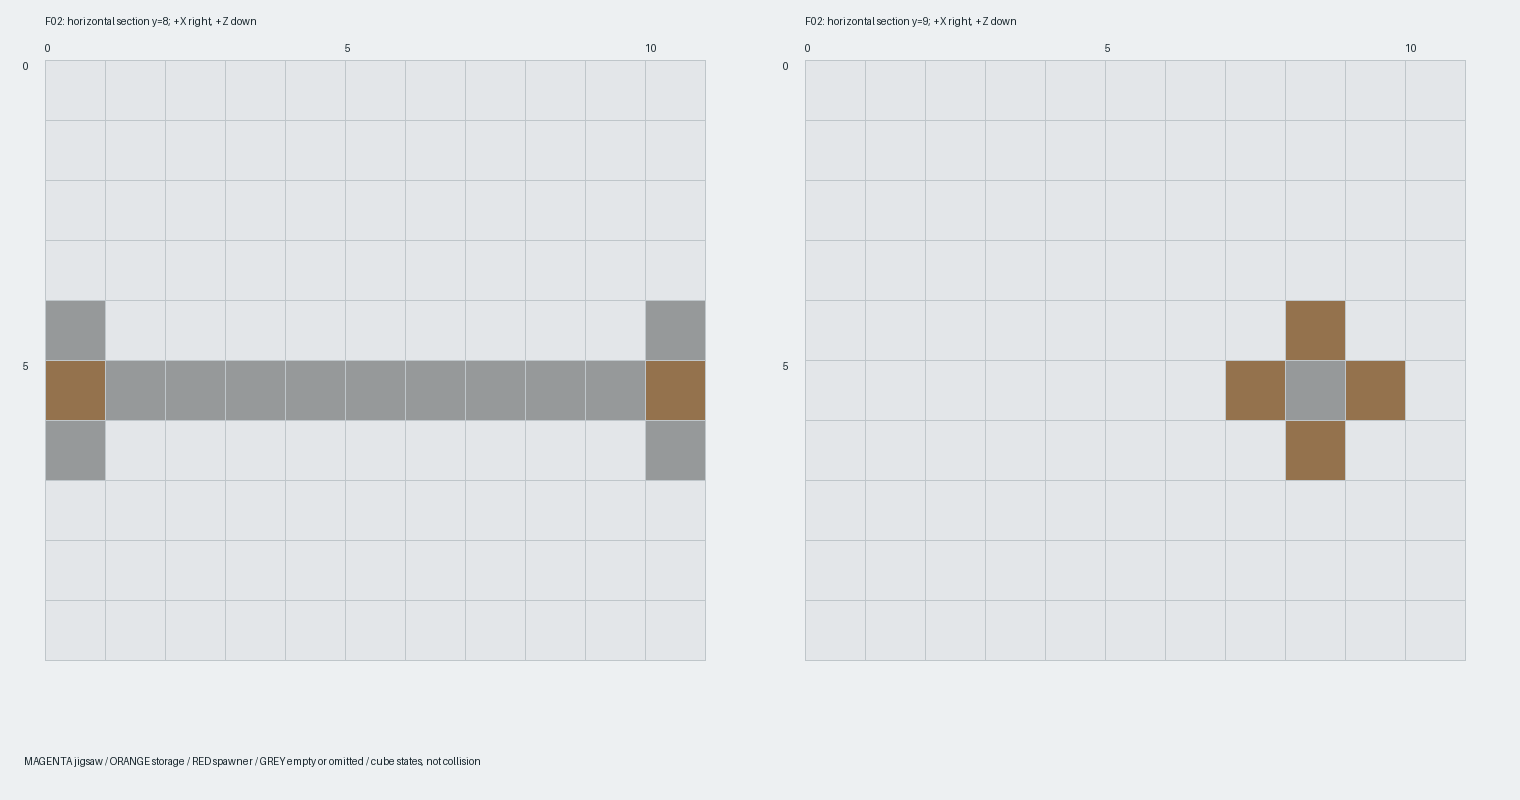 F02: horizontal section y=8; +X right, +Z down
0 5 10
0
5
F02: horizontal section y=9; +X right, +Z down
0 5 10
0
5
MAGENTA jigsaw / ORANGE storage / RED spawner / GREY empty or omitted / cube states, not collision